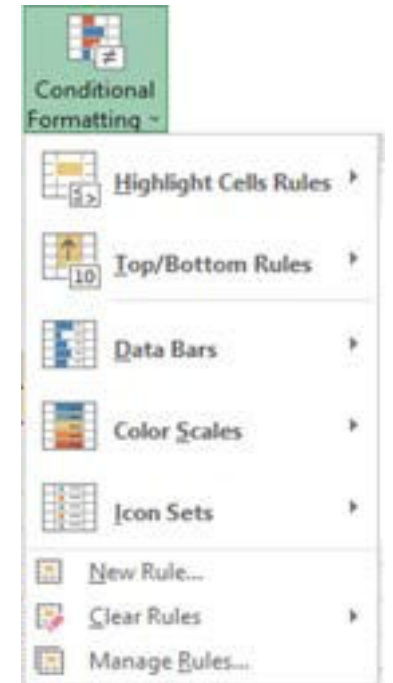 ≠
Conditional
Formatting ~
Highlight Cells Rules
Top/Bottom Rules
10
Data Bars
Color Scales
Icon Sets
New Rule...
Clear Rules
Manage Rules...